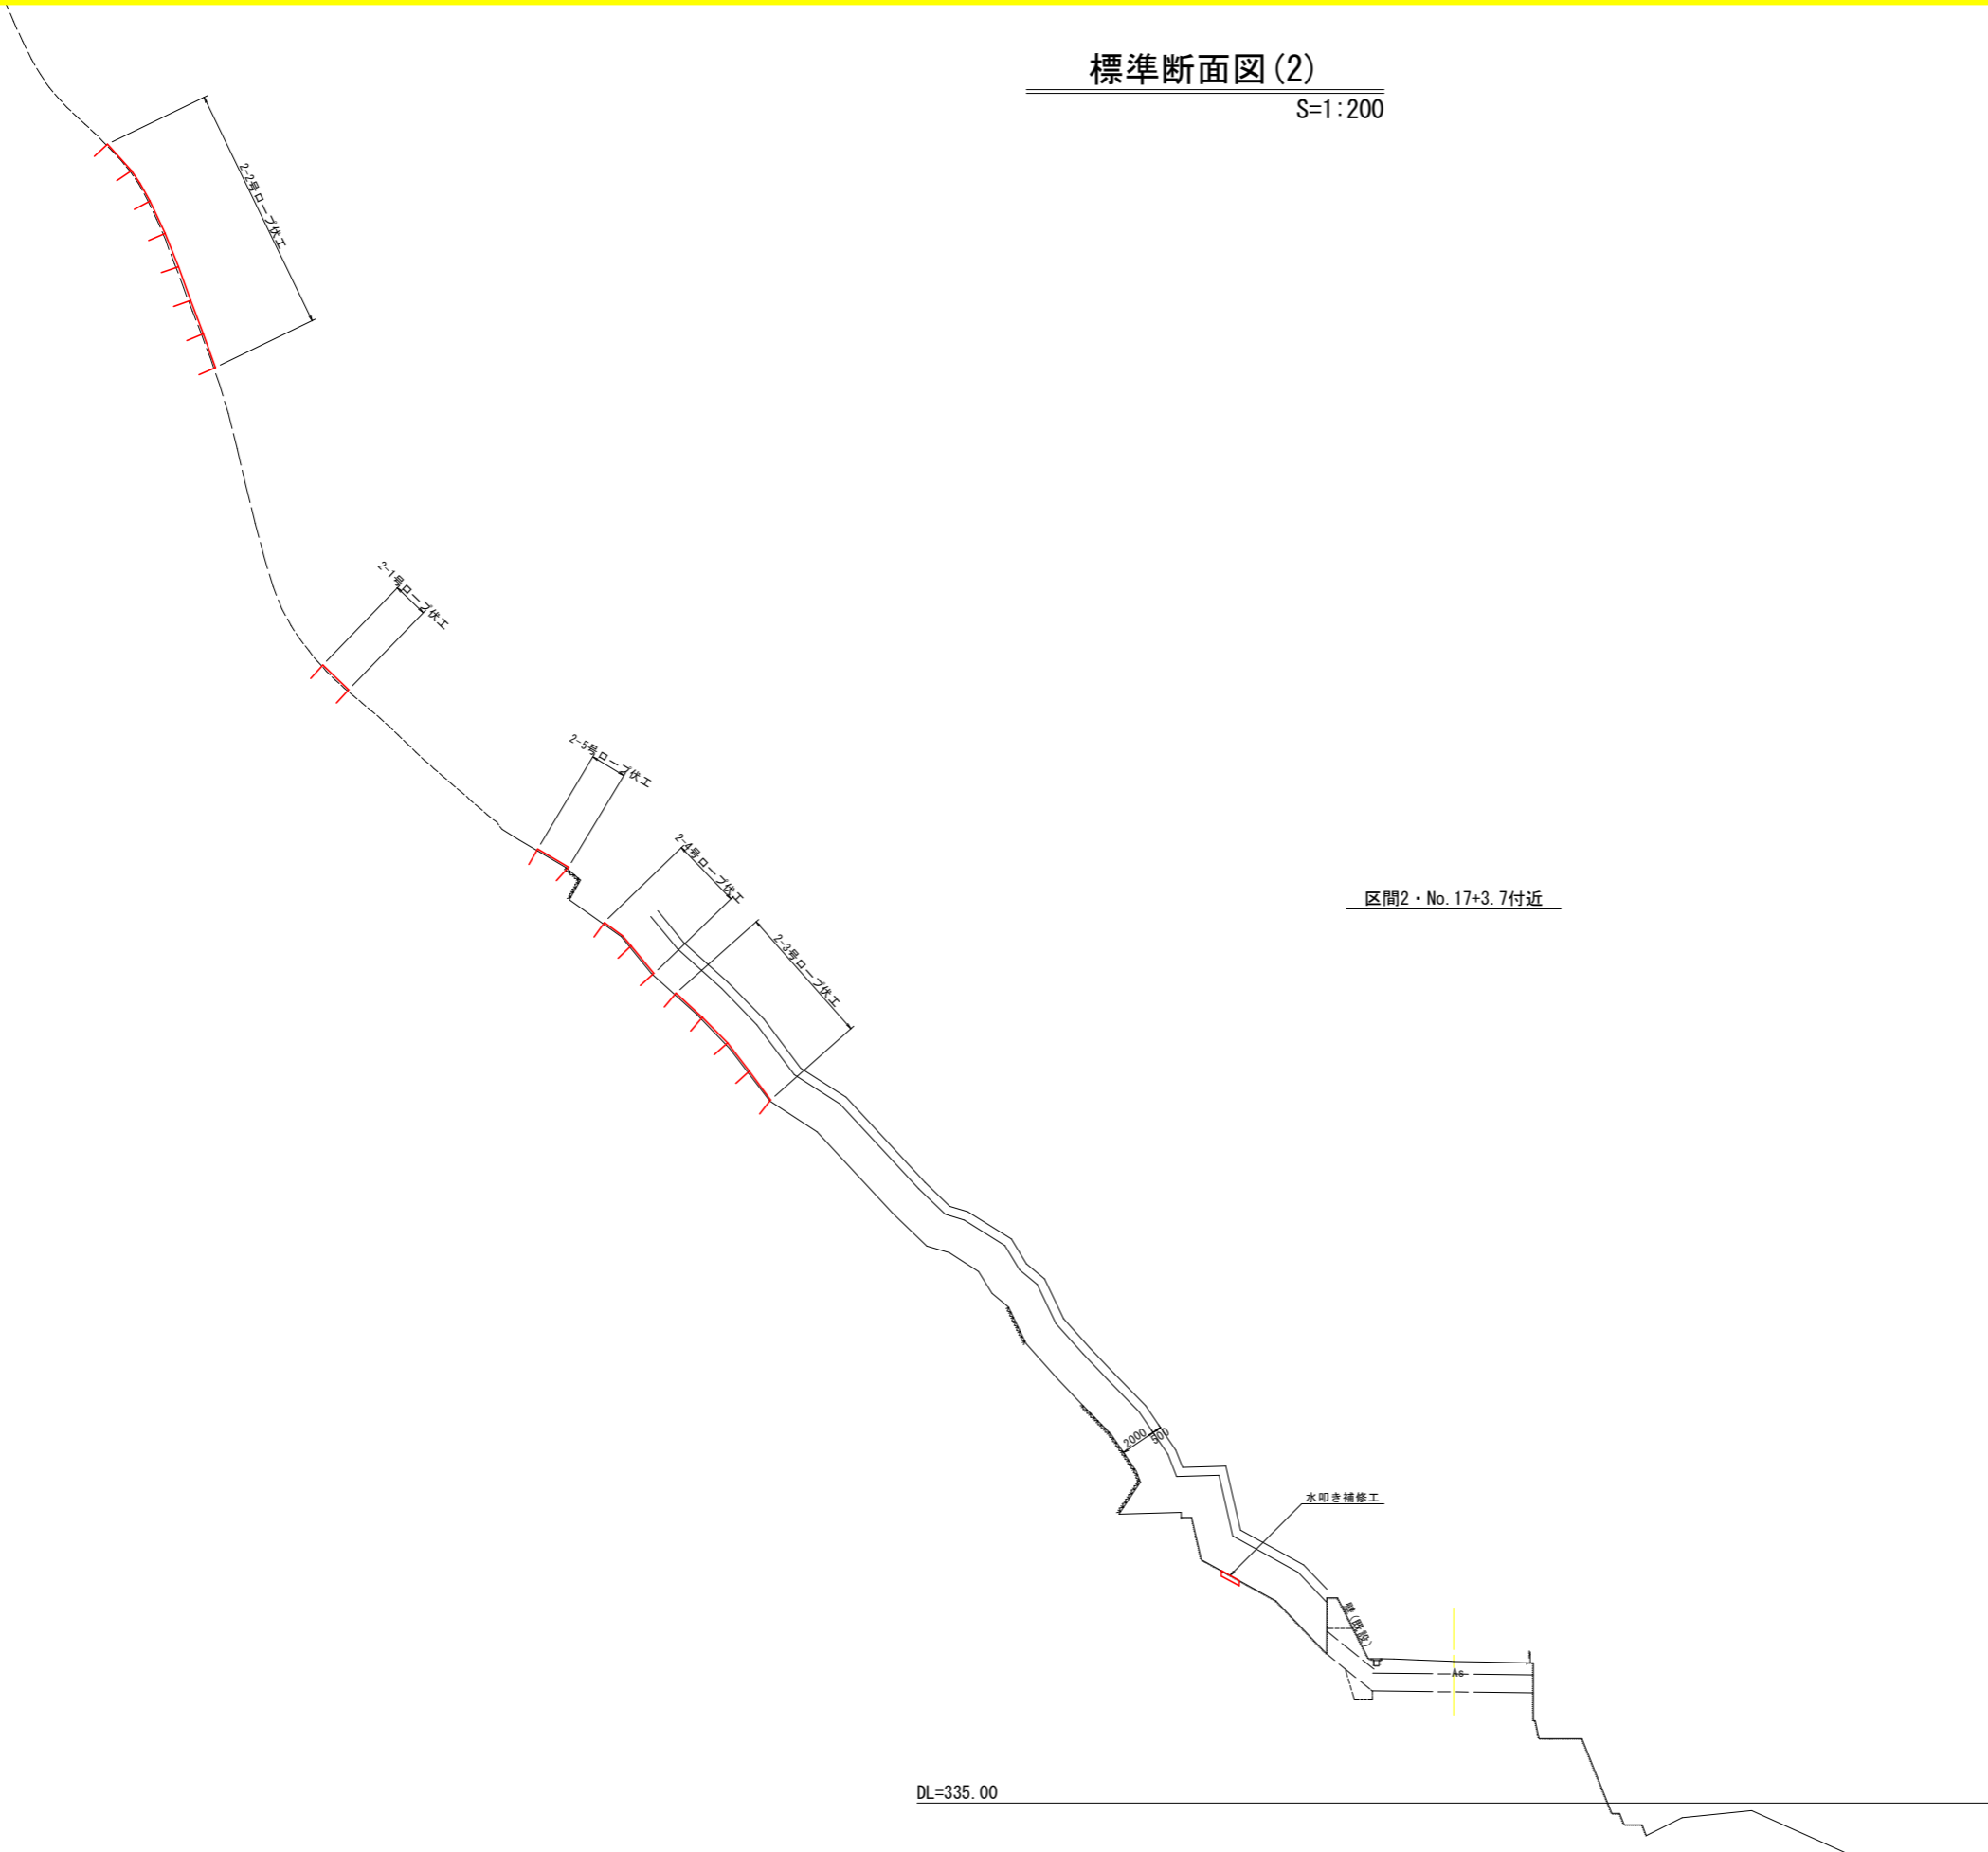 標準断面図(2)
S=1:200
2-2号ロープ伏工
2-1号ロープ伏工
2-5号ロープ伏工
2-4号ロープ伏工
2-3号ロープ伏工
区間2・No.17+3.7付近
2000
500
水叩き補修工
壁(既設)
As
DL=335.00